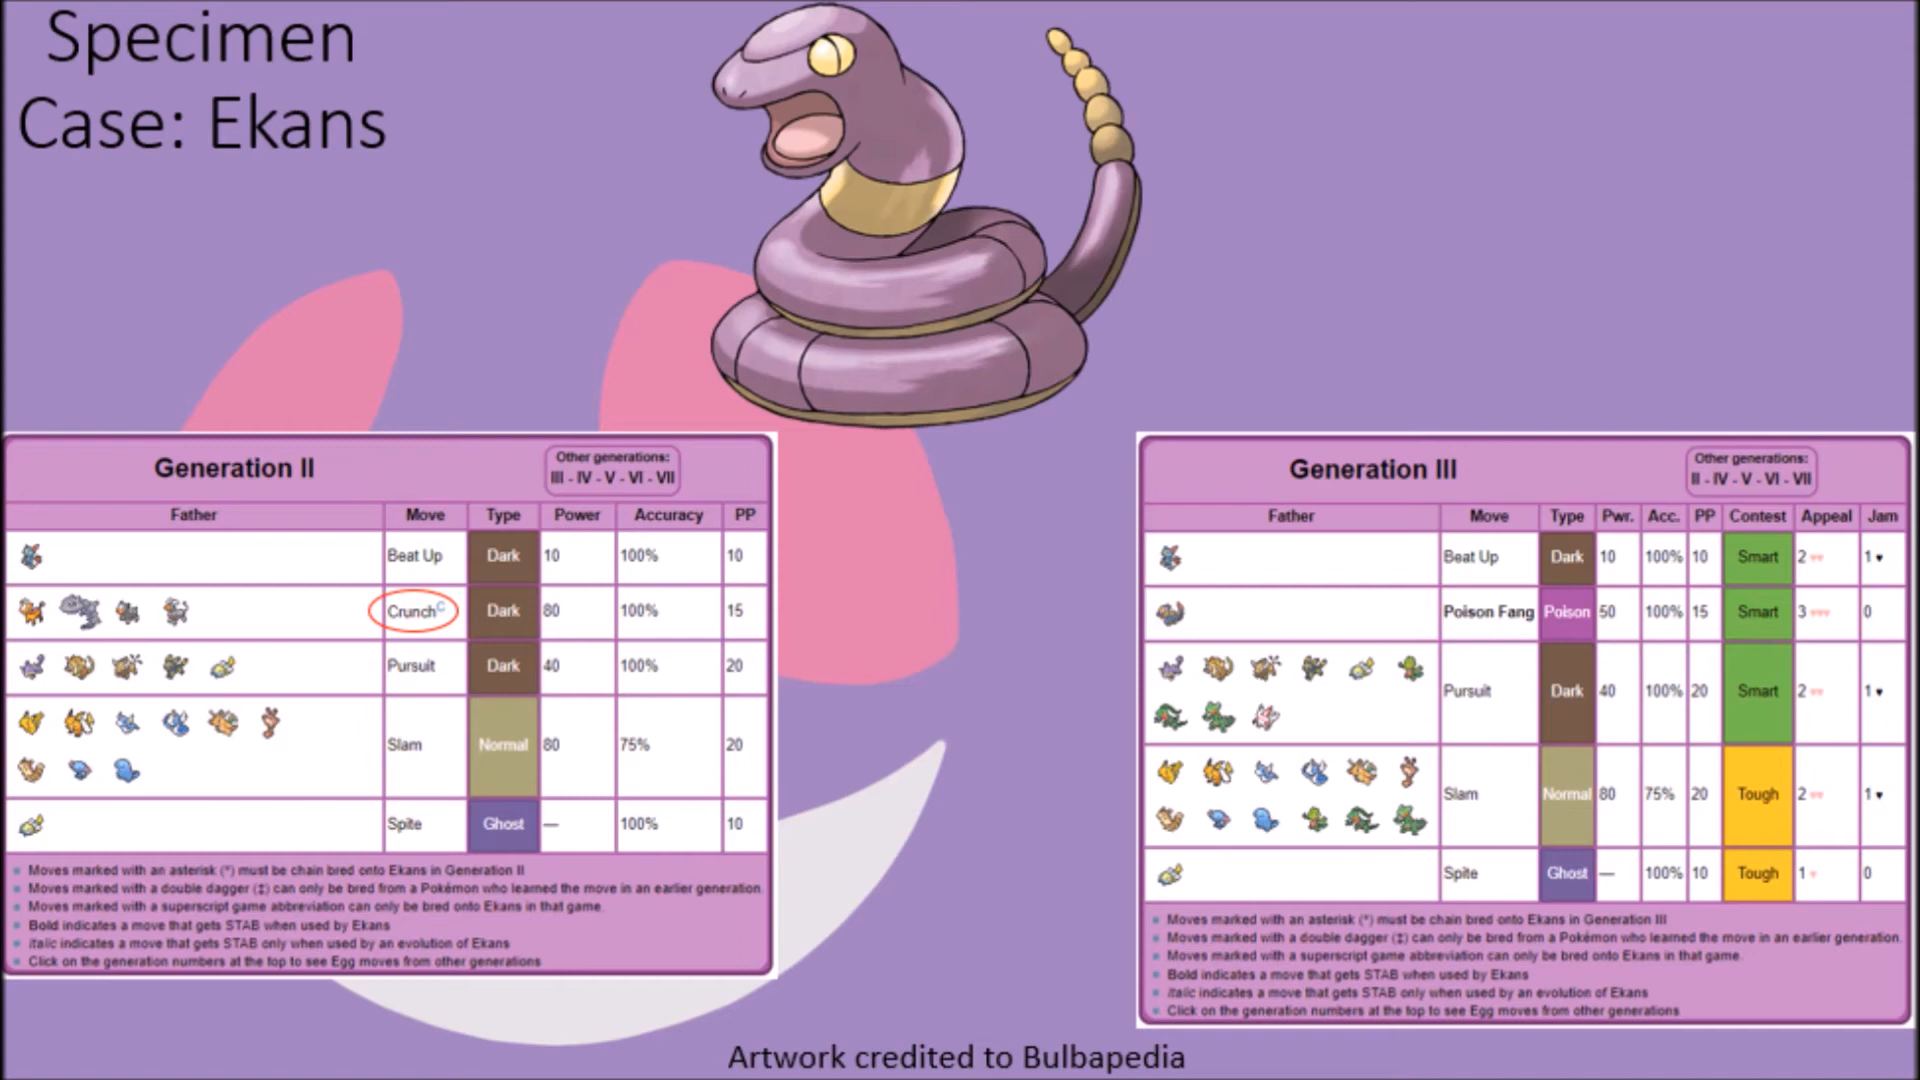 Specimen
Case: Ekans
Generation II
Other generations:
III - IV - V - VI - VII
Father Move Type Power Accuracy PP
Beat Up Dark 10 100% 10
Crunch C Dark 80 100% 15
Pursuit Dark 40 100% 20
Slam Normal 80 75% 20
Spite Ghost — 100% 10
Moves marked with an asterisk (*) must be chain bred onto Ekans in Generation II
Moves marked with a double dagger (‡) can only be bred from a Pokémon who learned the move in an earlier generation.
Moves marked with a superscript game abbreviation can only be bred onto Ekans in that game.
Bold indicates a move that gets STAB when used by Ekans
Italic indicates a move that gets STAB only when used by an evolution of Ekans
Click on the generation numbers at the top to see Egg moves from other generations
Generation III
Other generations:
II - IV - V - VI - VII
Father Move Type Pwr. Acc. PP Contest Appeal Jam
Beat Up Dark 10 100% 10 Smart 2 ♥♥ 1 ♥
Poison Fang Poison 50 100% 15 Smart 3 ♥♥♥ 0
Pursuit Dark 40 100% 20 Smart 2 ♥♥ 1 ♥
Slam Normal 80 75% 20 Tough 2 ♥♥ 1 ♥
Spite Ghost — 100% 10 Tough 1 ♥ 0
Moves marked with an asterisk (*) must be chain bred onto Ekans in Generation III
Moves marked with a double dagger (‡) can only be bred from a Pokémon who learned the move in an earlier generation.
Moves marked with a superscript game abbreviation can only be bred onto Ekans in that game.
Bold indicates a move that gets STAB when used by Ekans
Italic indicates a move that gets STAB only when used by an evolution of Ekans
Click on the generation numbers at the top to see Egg moves from other generations
Artwork credited to Bulbapedia